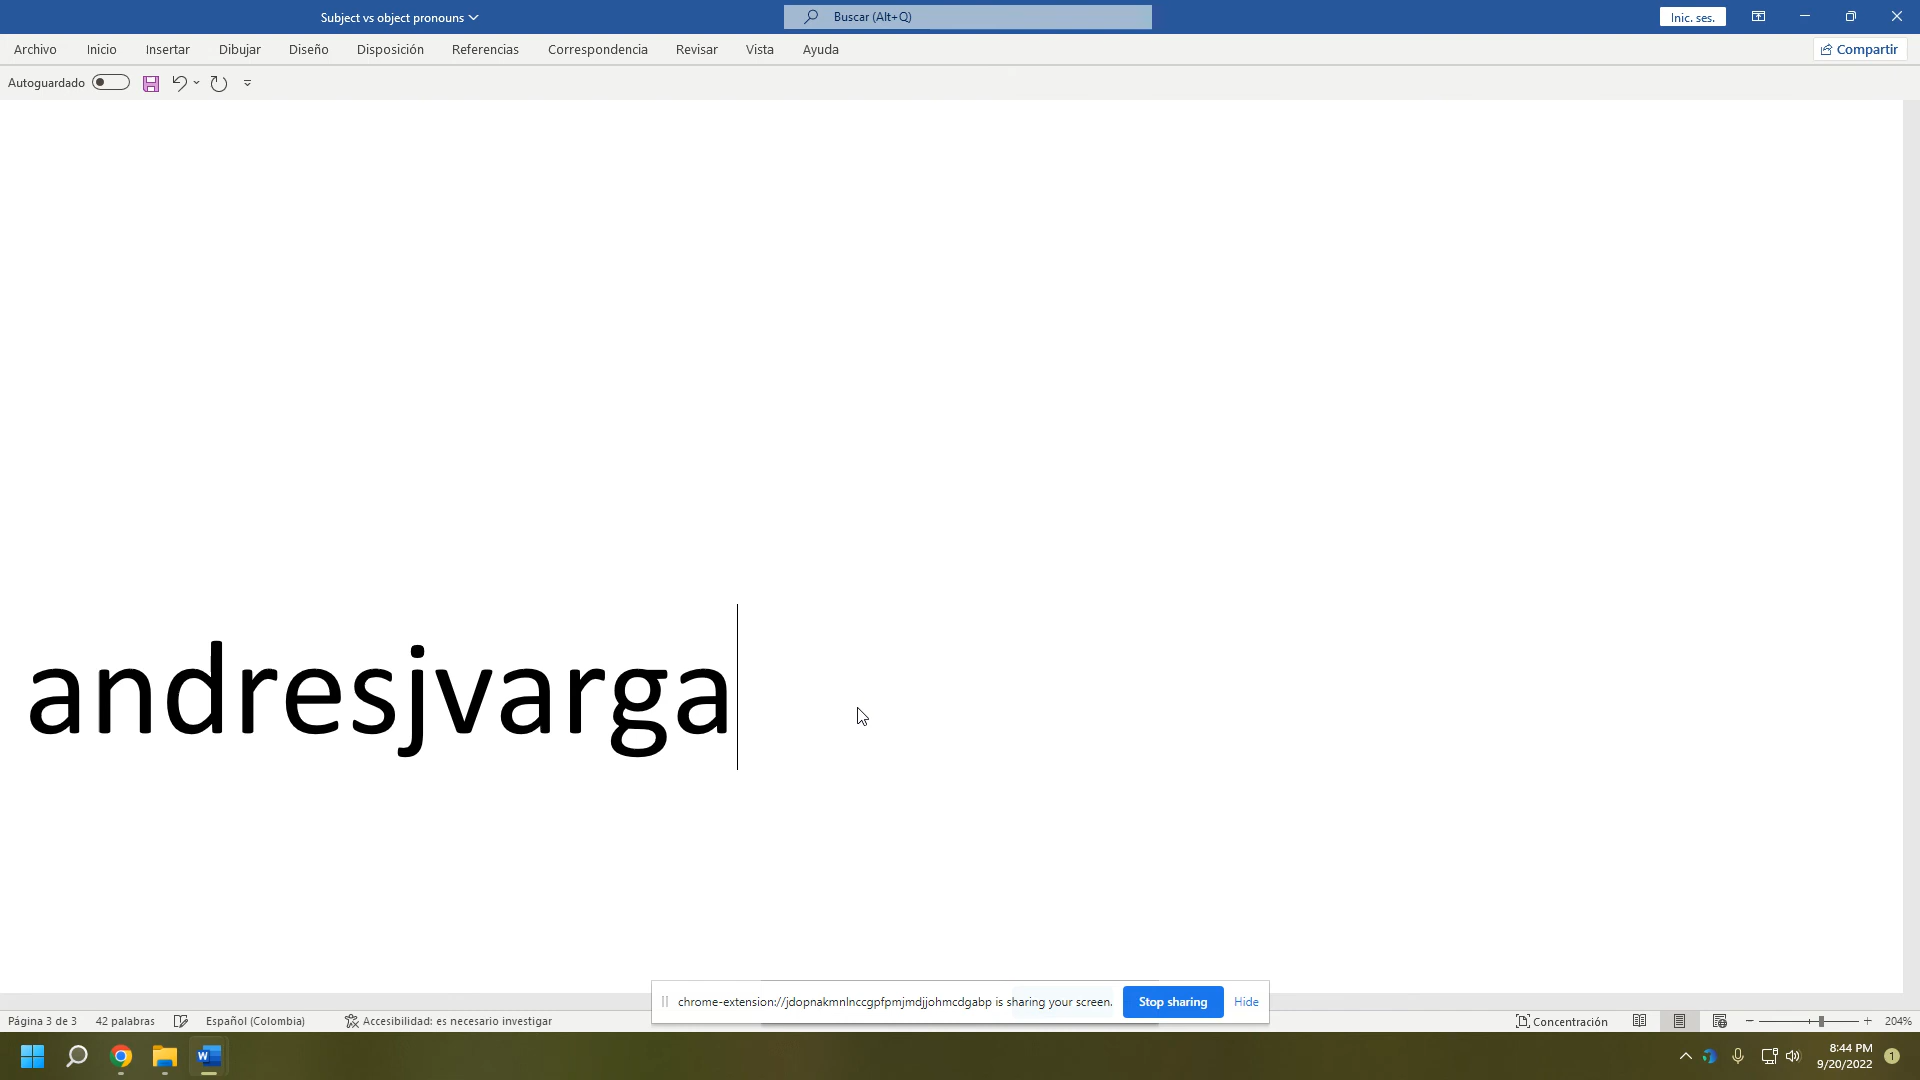 Subject vs object pronouns
Buscar (Alt+Q)
Inic. ses.
Archivo Inicio Insertar Dibujar Diseño Disposición Referencias Correspondencia Revisar Vista Ayuda Compartir
Autoguardado
andresjvarga
chrome-extension://jdopnakmnlnccgpfpmjmdjjohmcdgabp is sharing your screen. Stop sharing Hide
Página 3 de 3 42 palabras Español (Colombia) Accesibilidad: es necesario investigar Concentración 204%
8:44 PM
9/20/2022
1